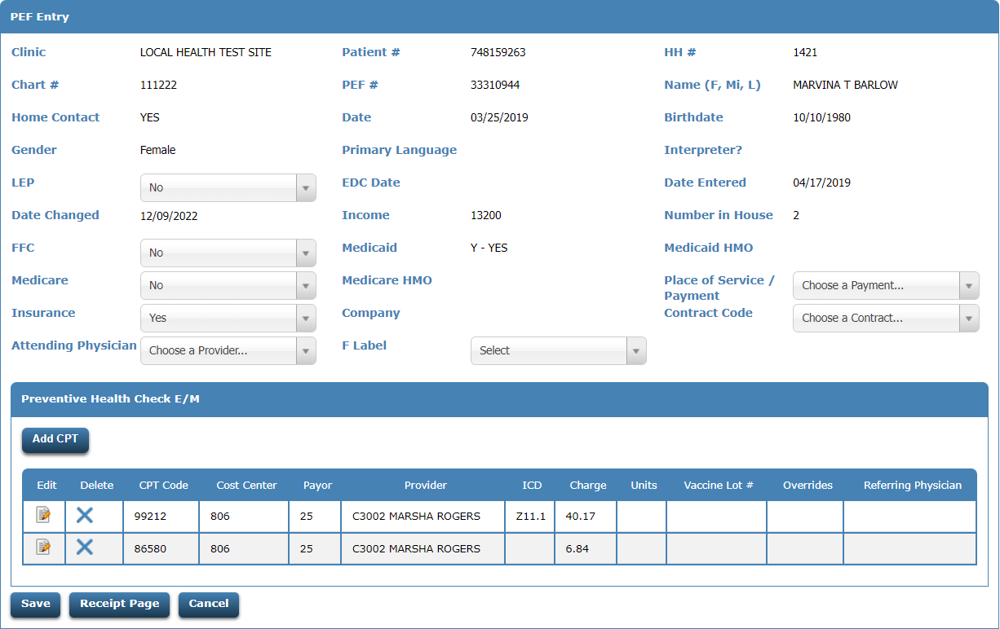 PEF Entry
Clinic LOCAL HEALTH TEST SITE Patient # 748159263 HH # 1421
Chart # 111222 PEF # 33310944 Name (F, Mi, L) MARVINA T BARLOW
Home Contact YES Date 03/25/2019 Birthdate 10/10/1980
Gender Female Primary Language Interpreter?
LEP No EDC Date Date Entered 04/17/2019
Date Changed 12/09/2022 Income 13200 Number in House 2
FFC No Medicaid Y - YES Medicaid HMO
Medicare No Medicare HMO Place of Service / Payment Choose a Payment...
Insurance Yes Company Contract Code Choose a Contract...
Attending Physician Choose a Provider... F Label Select
Preventive Health Check E/M
Add CPT
Edit Delete CPT Code Cost Center Payor Provider ICD Charge Units Vaccine Lot # Overrides Referring Physician
99212 806 25 C3002 MARSHA ROGERS Z11.1 40.17
86580 806 25 C3002 MARSHA ROGERS 6.84
Save Receipt Page Cancel